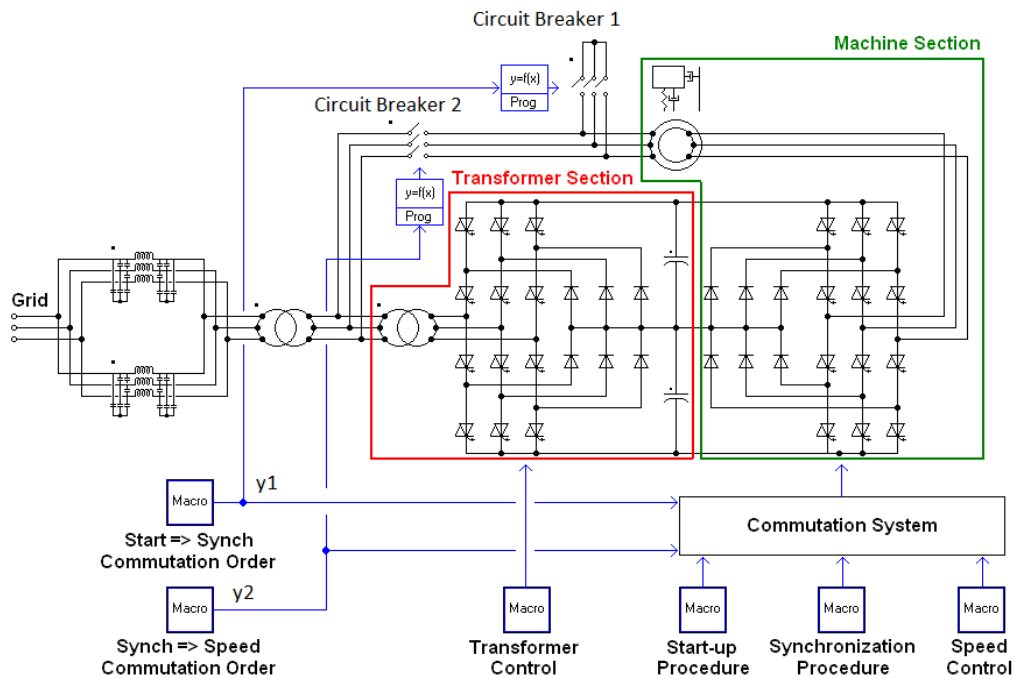 Circuit Breaker 1
Machine Section
y=f(x)
Prog
Circuit Breaker 2
Transformer Section
y=f(x)
Prog
Grid
y1
Macro
Start => Synch
Commutation Order
Commutation System
y2
Macro
Synch => Speed
Commutation Order
Macro
Transformer
Control
Macro
Start-up
Procedure
Macro
Synchronization
Procedure
Macro
Speed
Control